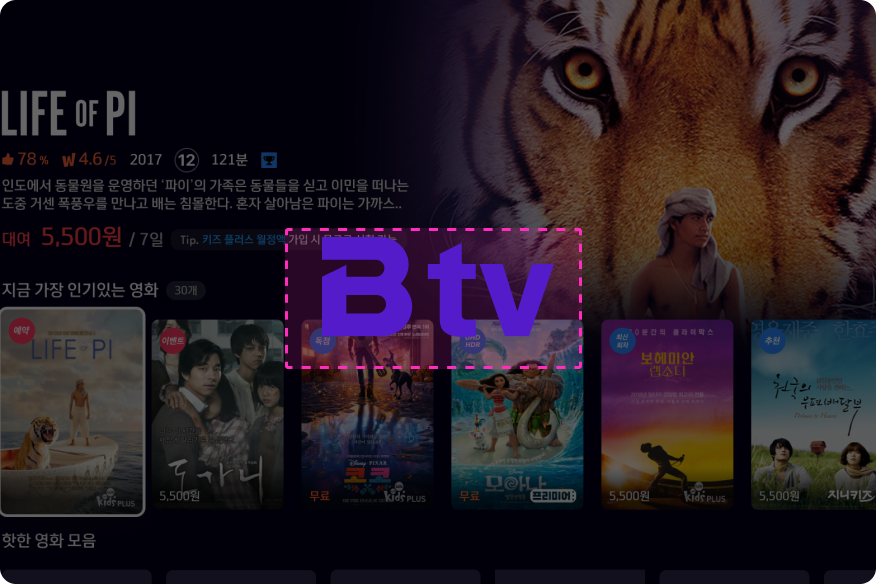 LIFE OF PI
78% 4.6/5 2017 12 121분
인도에서 동물원을 운영하던 '파이'의 가족은 동물들을 싣고 이민을 떠나는
도중 거센 폭풍우를 만나고 배는 침몰한다. 혼자 살아남은 파이는 가까스..
대여 5,500원 / 7일 Tip. 키즈 플러스 월정액 가입 시
B tv
지금 가장 인기있는 영화 30개
예약
LIFE OF PI
kids PLUS
이벤트
도가니
5,500원
독점
Disney PIXAR
코코
무료
kids PLUS
UHD
HDR
모아나
무료
프리미어
최신
회차
보헤미안
랩소디
5,500원
kids PLUS
추천
천국의
우편배달부
5,500원
지니키즈
핫한 영화 모음